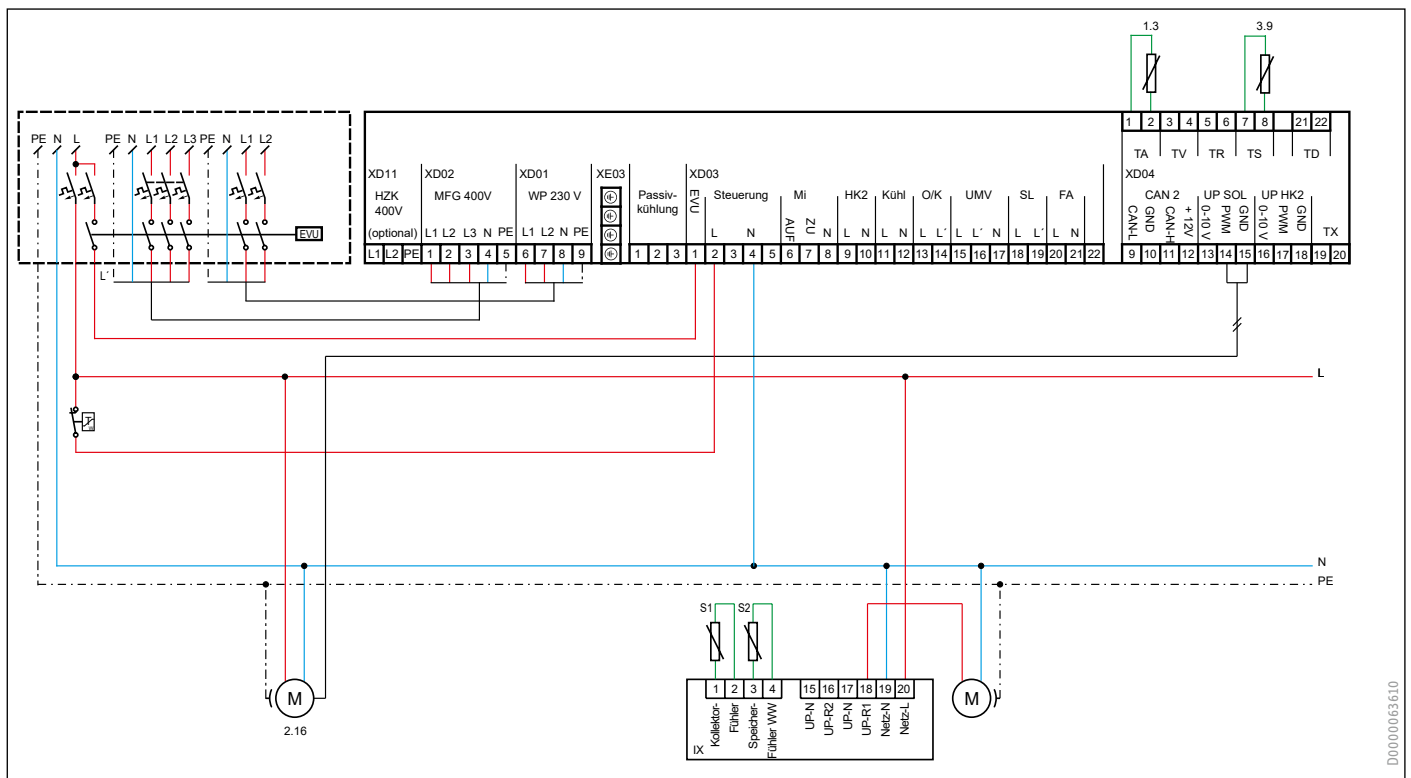 1.3
3.9
1 2 3 4 5 6 7 8 21 22
TA TV TR TS TD
PE N L PE N L1 L2 L3 PE N L1 L2
EVU
L´
XD11
HZK
400V
(optional)
L1 L2 PE
XD02
MFG 400V
L1 L2 L3 N PE
1 2 3 4 5
XD01
WP 230 V
L1 L2 N PE
6 7 8 9
XE03
Passiv-
kühlung
1 2 3
XD03
EVU
Steuerung
L N
Mi
AUF ZU N
HK2
L N
Kühl
L N
O/K
L L´
UMV
L L´ N
SL
L L´
FA
L N
1 2 3 4 5 6 7 8 9 10 11 12 13 14 15 16 17 18 19 20 21 22
XD04
CAN 2
CAN-L GND CAN-H +12V
UP SOL
0-10 V PWM GND
UP HK2
0-10 V PWM GND
TX
9 10 11 12 13 14 15 16 17 18 19 20
L
N
PE
M
2.16
S1
S2
1 2 3 4 15 16 17 18 19 20
Kollektor-
Fühler
Speicher-
Fühler WW
UP-N
UP-R2
UP-N
UP-R1
Netz-N
Netz-L
IX
M
D0000063610